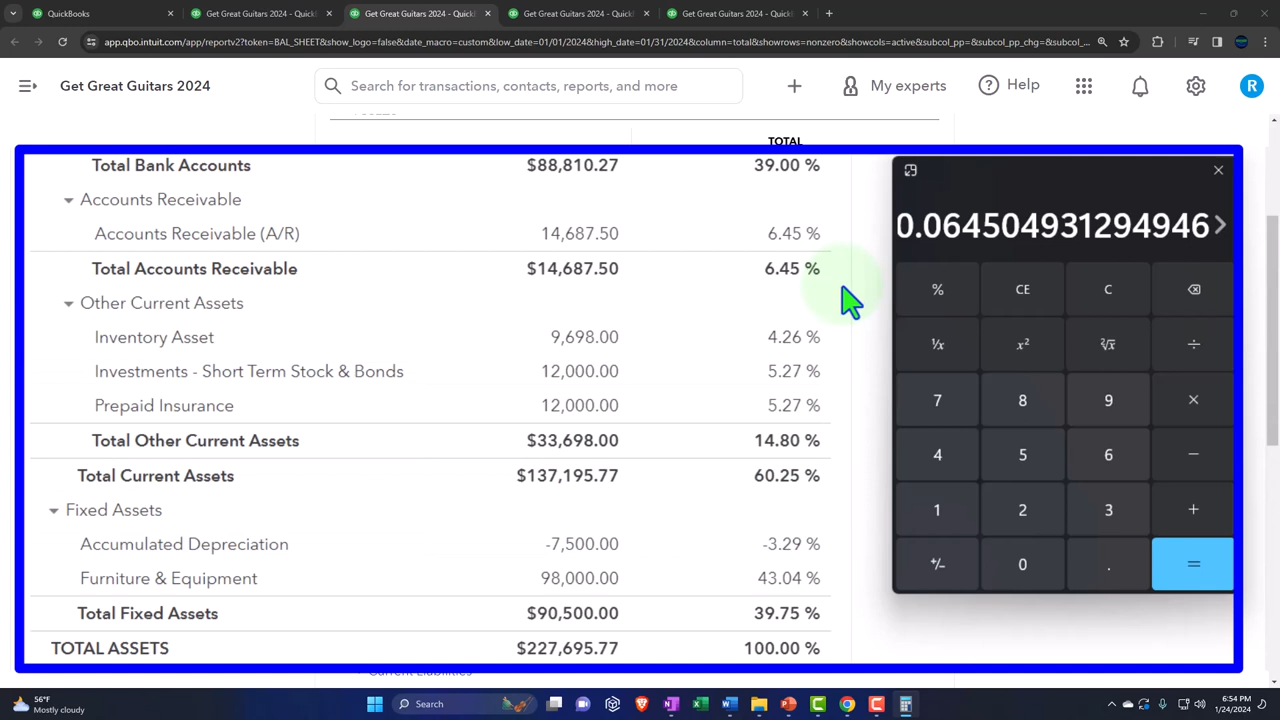 QuickBooks
Get Great Guitars 2024 - Quick
Get Great Guitars 2024 - Quick
Get Great Guitars 2024 - Quick
Get Great Guitars 2024 - Quick
app.qbo.intuit.com/app/reportv2?token=BAL_SHEET&show_logo=false&date_macro=custom&low_date=01/01/2024&high_date=01/31/2024&column=total&showrows=nonzero&showcols=active&subcol_pp=&subcol_pp_chg=&subcol_pc...
Get Great Guitars 2024
Search for transactions, contacts, reports, and more
My experts
Help
R
TOTAL
Total Bank Accounts $88,810.27 39.00 %
Accounts Receivable
Accounts Receivable (A/R) 14,687.50 6.45 %
Total Accounts Receivable $14,687.50 6.45 %
Other Current Assets
Inventory Asset 9,698.00 4.26 %
Investments - Short Term Stock & Bonds 12,000.00 5.27 %
Prepaid Insurance 12,000.00 5.27 %
Total Other Current Assets $33,698.00 14.80 %
Total Current Assets $137,195.77 60.25 %
Fixed Assets
Accumulated Depreciation -7,500.00 -3.29 %
Furniture & Equipment 98,000.00 43.04 %
Total Fixed Assets $90,500.00 39.75 %
TOTAL ASSETS $227,695.77 100.00 %
0.064504931294946
% CE C
⅟x x² ²√x ÷
7 8 9 ×
4 5 6 −
1 2 3 +
+/− 0 . =
Current Liabilities
56°F
Mostly cloudy
Search
6:54 PM
1/24/2024